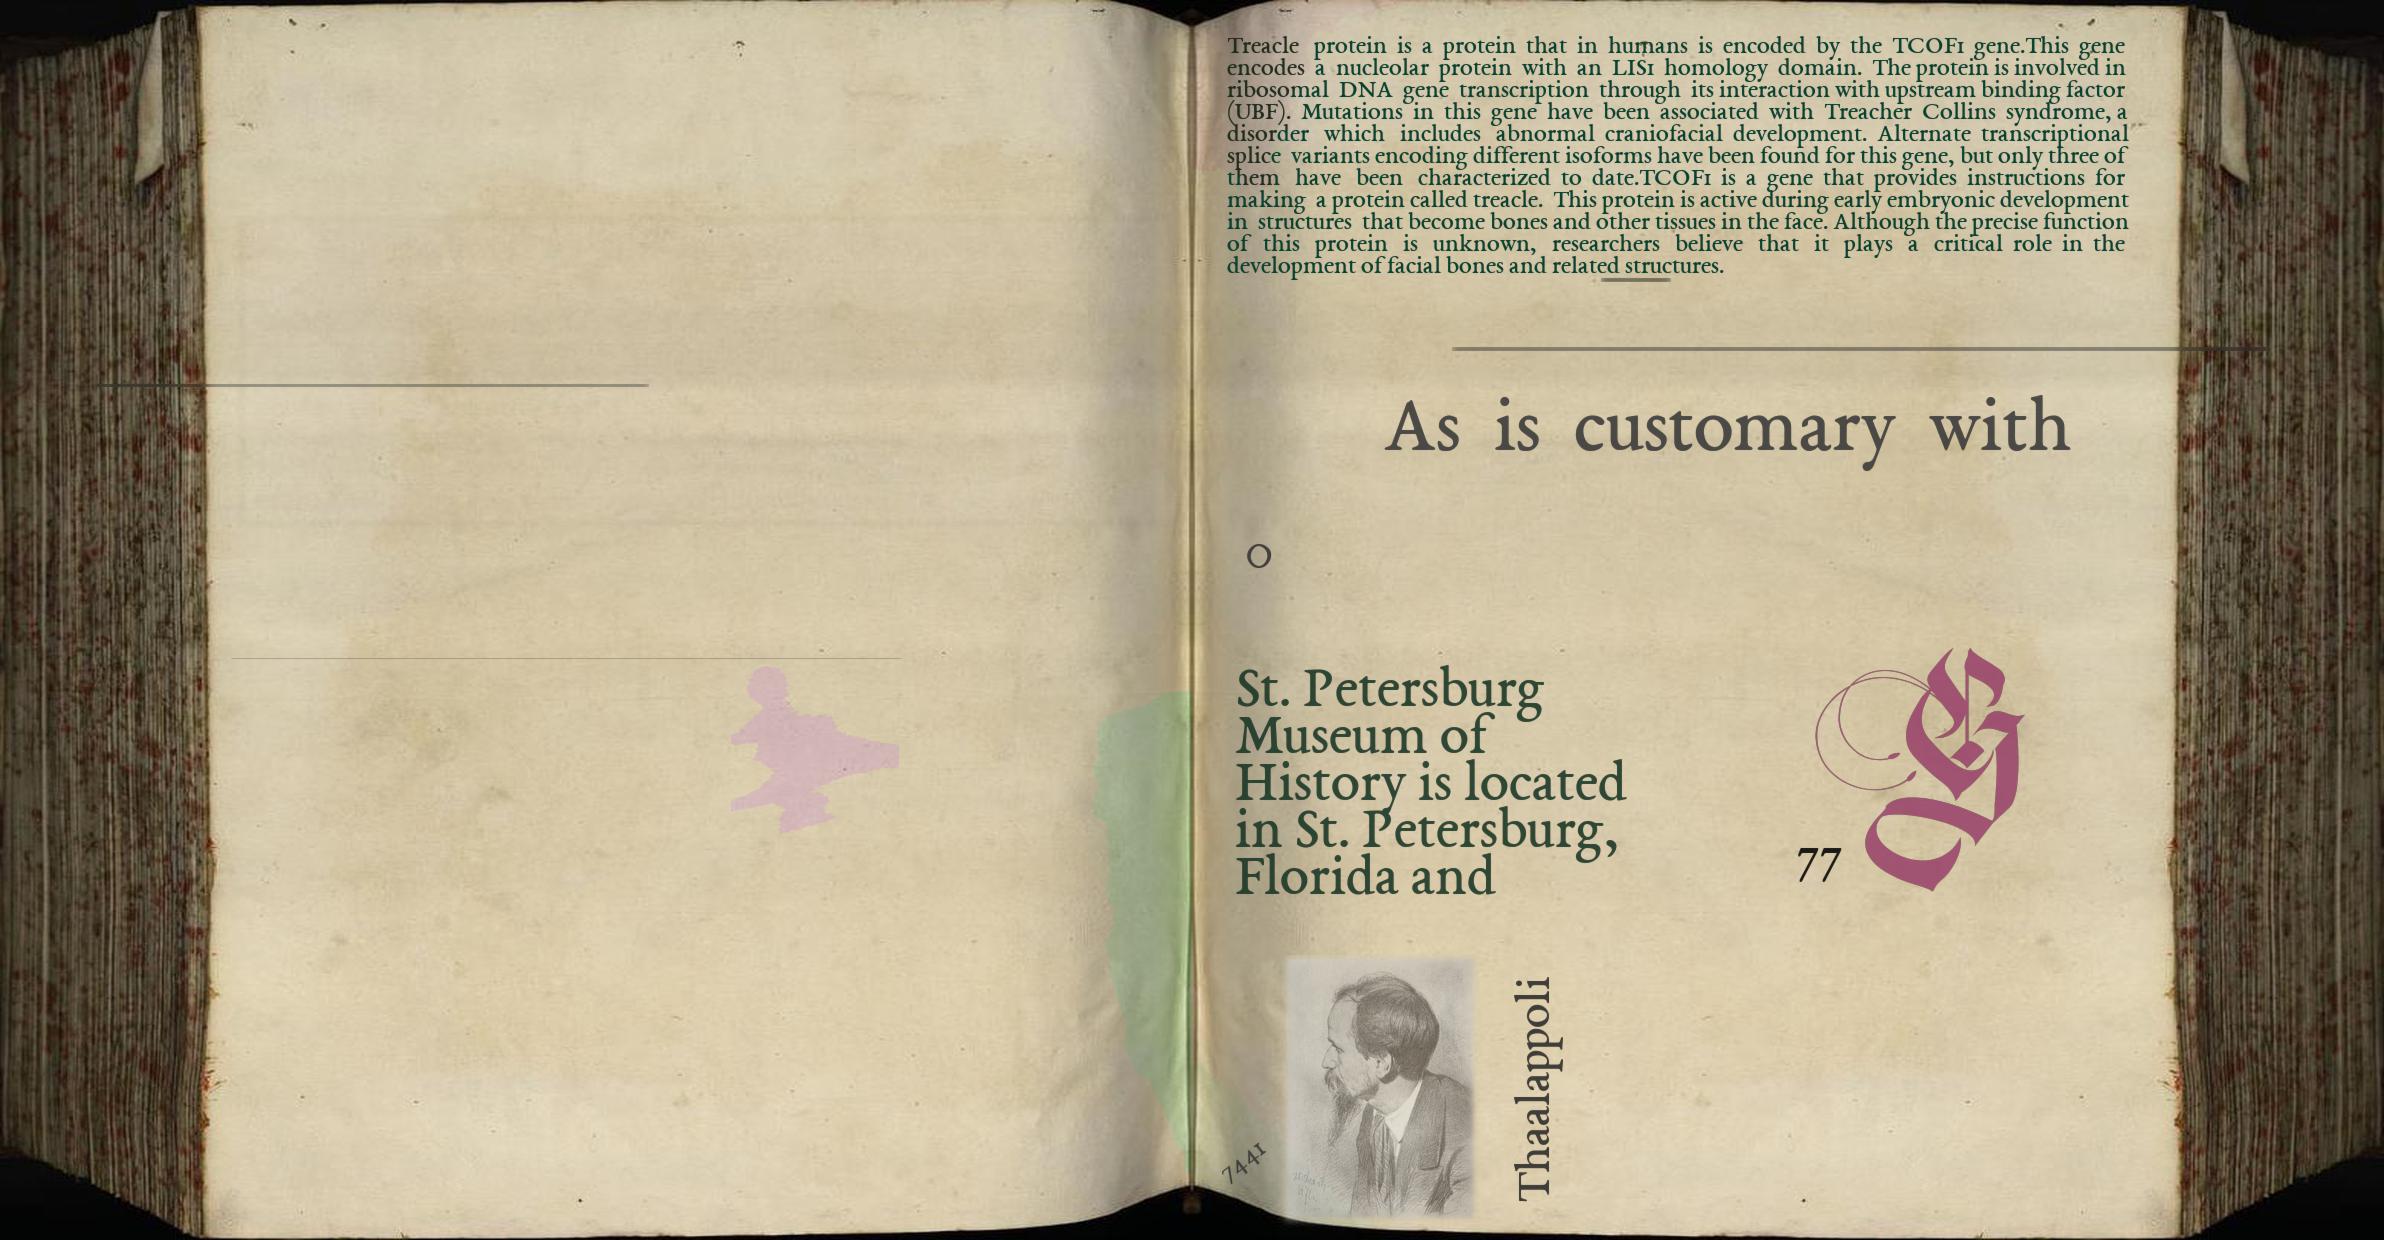 Treacle protein is a protein that in humans is encoded by the TCOF1 gene.This gene
encodes a nucleolar protein with an LIS1 homology domain. The protein is involved in
ribosomal DNA gene transcription through its interaction with upstream binding factor
(UBF). Mutations in this gene have been associated with Treacher Collins syndrome, a
disorder which includes abnormal craniofacial development. Alternate transcriptional
splice variants encoding different isoforms have been found for this gene, but only three of
them have been characterized to date.TCOF1 is a gene that provides instructions for
making a protein called treacle. This protein is active during early embryonic development
in structures that become bones and other tissues in the face. Although the precise function
of this protein is unknown, researchers believe that it plays a critical role in the
development of facial bones and related structures.
As is customary with
o
St. Petersburg
Museum of
History is located
in St. Petersburg,
Florida and
S
77
7441
Thaalappoli